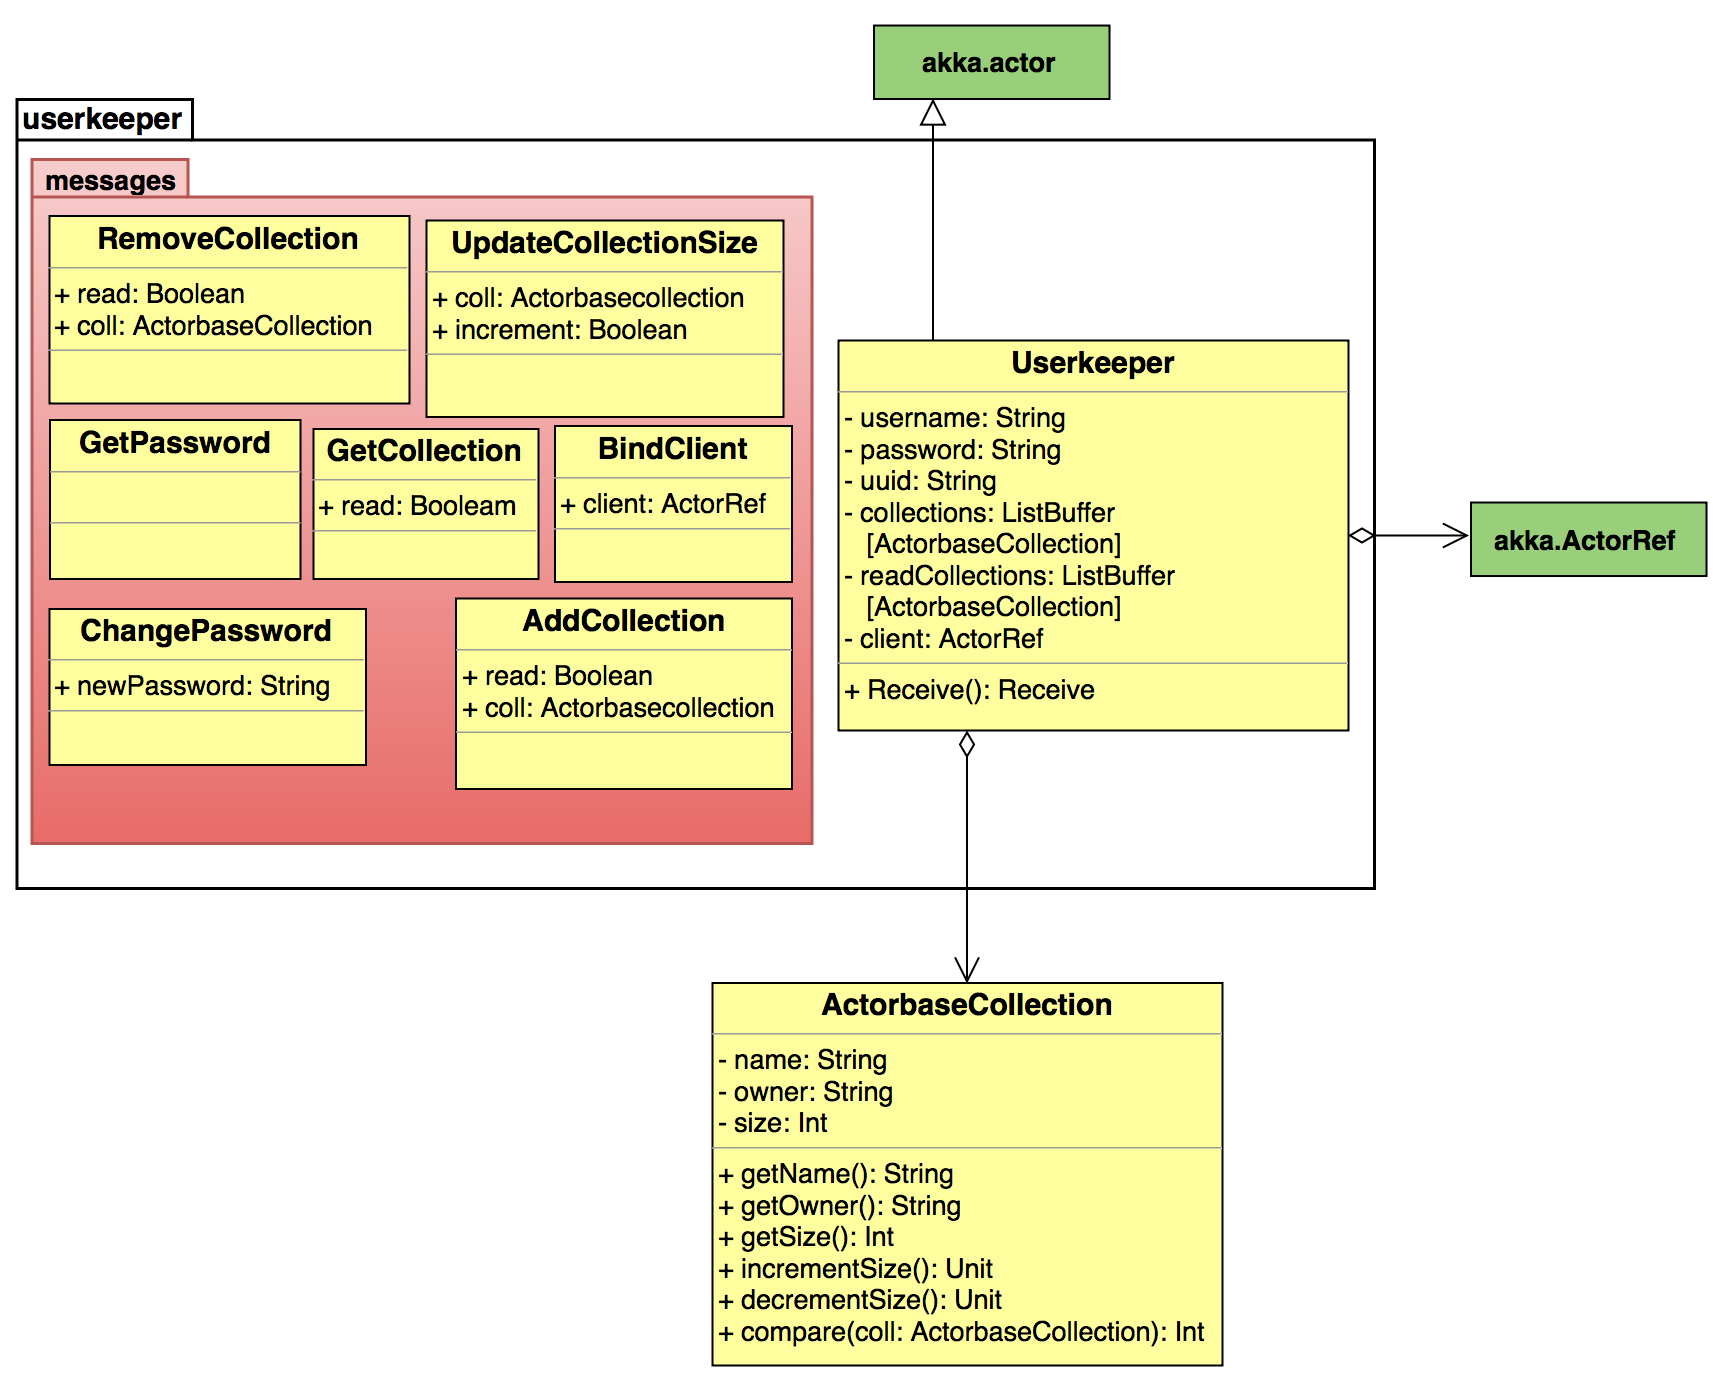 akka.actor
userkeeper
messages
RemoveCollection
+ read: Boolean
+ coll: ActorbaseCollection
UpdateCollectionSize
+ coll: Actorbasecollection
+ increment: Boolean
GetPassword
GetCollection
+ read: Booleam
BindClient
+ client: ActorRef
ChangePassword
+ newPassword: String
AddCollection
+ read: Boolean
+ coll: Actorbasecollection
Userkeeper
- username: String
- password: String
- uuid: String
- collections: ListBuffer
[ActorbaseCollection]
- readCollections: ListBuffer
[ActorbaseCollection]
- client: ActorRef
+ Receive(): Receive
akka.ActorRef
ActorbaseCollection
- name: String
- owner: String
- size: Int
+ getName(): String
+ getOwner(): String
+ getSize(): Int
+ incrementSize(): Unit
+ decrementSize(): Unit
+ compare(coll: ActorbaseCollection): Int